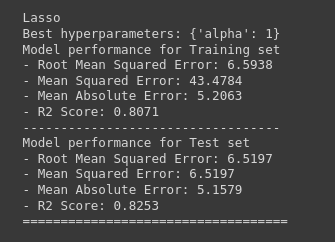 Lasso
Best hyperparameters: {'alpha': 1}
Model performance for Training set
- Root Mean Squared Error: 6.5938
- Mean Squared Error: 43.4784
- Mean Absolute Error: 5.2063
- R2 Score: 0.8071
----------------------------------
Model performance for Test set
- Root Mean Squared Error: 6.5197
- Mean Squared Error: 6.5197
- Mean Absolute Error: 5.1579
- R2 Score: 0.8253
===================================